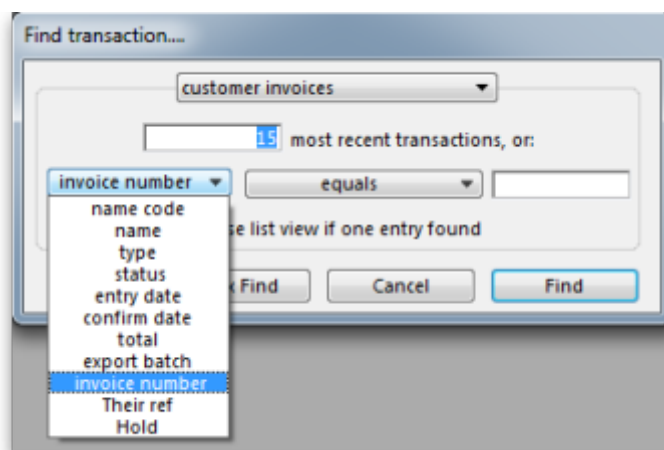 Find transaction....
customer invoices
15 most recent transactions, or:
invoice number equals
name code
name
se list view if one entry found
type
status
entry date
Find Cancel Find
confirm date
total
export batch
invoice number
Their ref
Hold